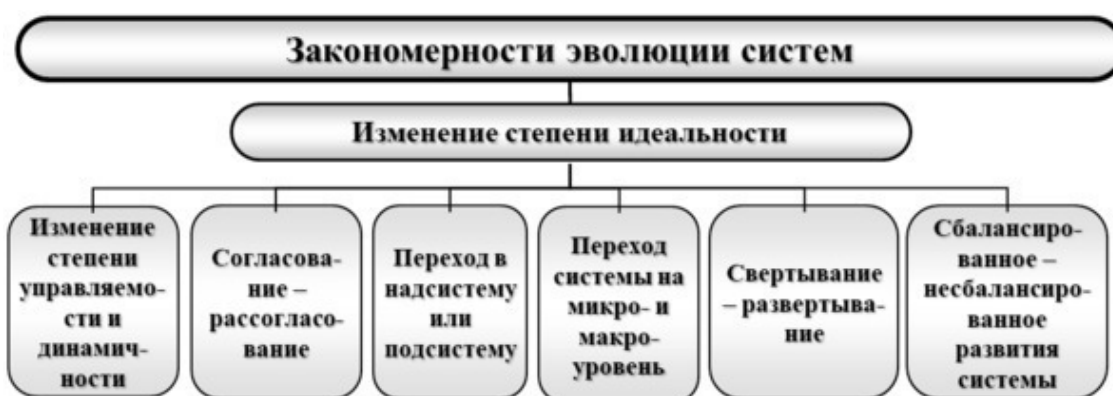 Закономерности эволюции систем
Изменение степени идеальности
Изменение
степени
управляемо-
сти и
динамич-
ности
Согласова-
ние –
рассогласо-
вание
Переход в
надсистему
или
подсистему
Переход
системы на
микро- и
макро-
уровень
Свертывание
– развертыва-
ние
Сбалансиро-
ванное –
несбалансиро-
ванное
развития
системы